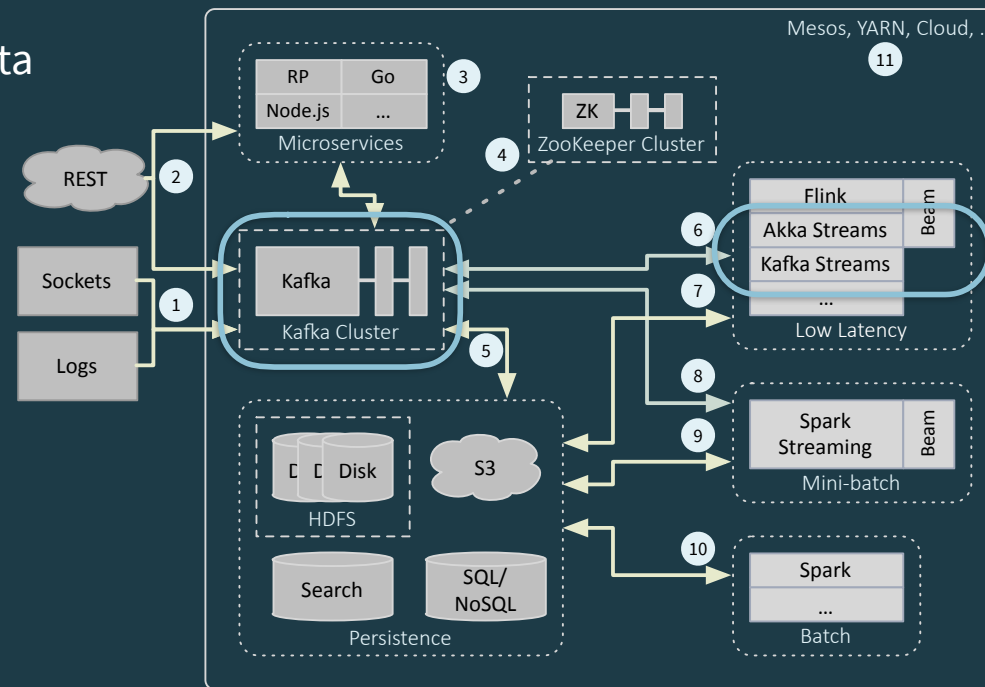 ta
Mesos, YARN, Cloud, ..
11
RP
Go
Node.js
...
Microservices
3
ZK
ZooKeeper Cluster
4
REST
2
Sockets
1
Logs
Kafka
Kafka Cluster
5
Flink
Akka Streams
Kafka Streams
...
Beam
Low Latency
6
7
8
Spark
Streaming
Beam
Mini-batch
9
D
D
Disk
HDFS
S3
Search
SQL/
NoSQL
Persistence
10
Spark
...
Batch